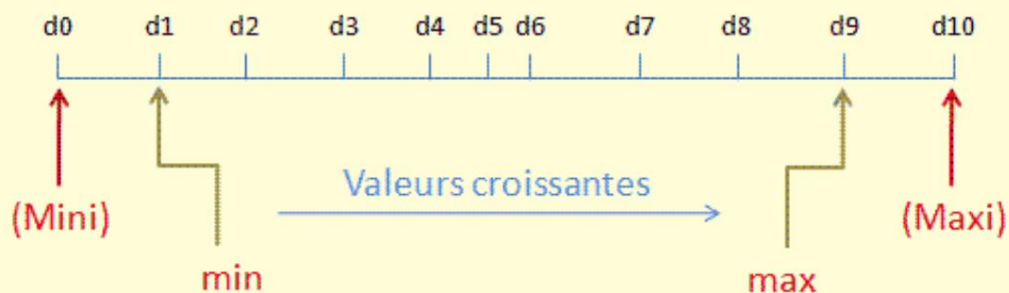 d0 d1 d2 d3 d4 d5 d6 d7 d8 d9 d10
Valeurs croissantes
(Mini) (Maxi)
min max